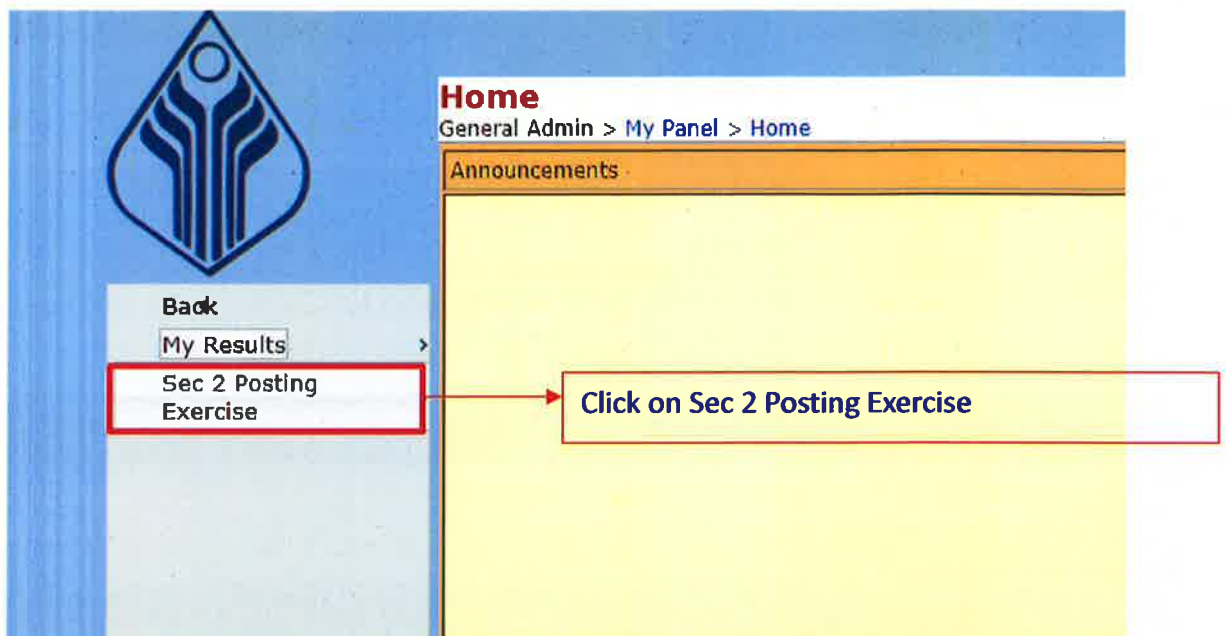 Home
General Admin > My Panel > Home
Announcements
Back
My Results >
Sec 2 Posting
Exercise
Click on Sec 2 Posting Exercise